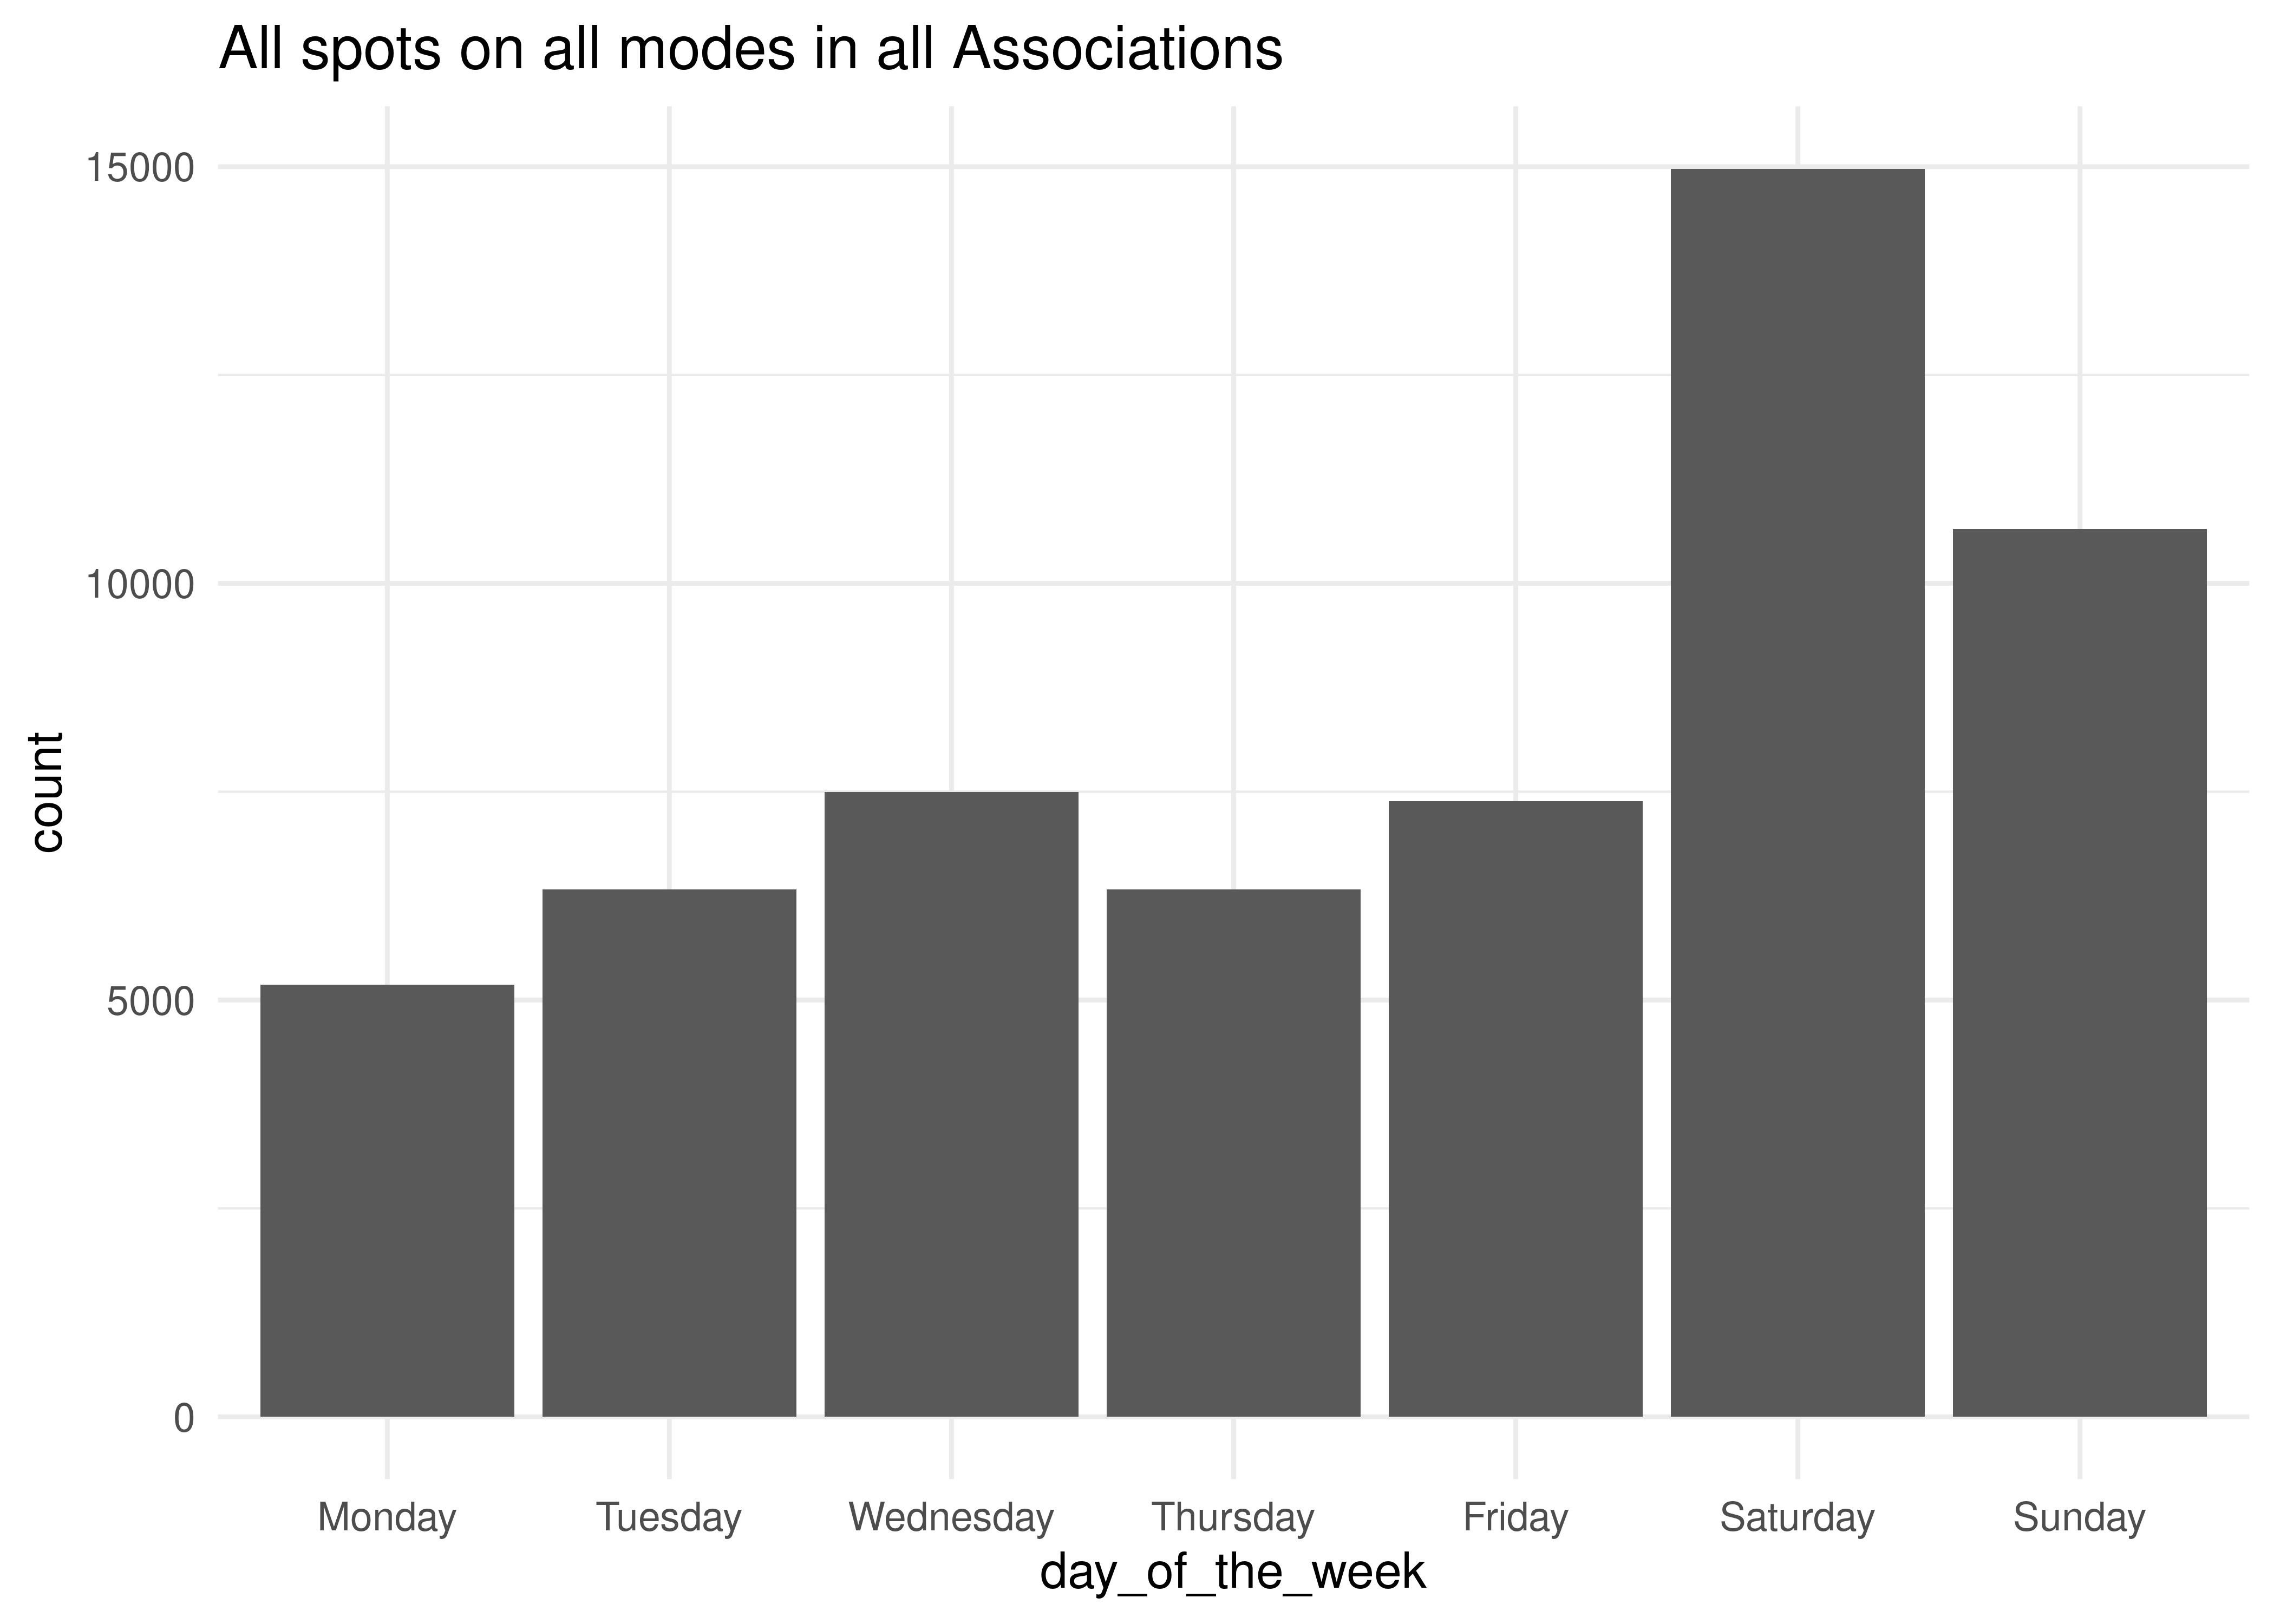 All spots on all modes in all Associations
15000
10000
5000
0
count
Monday Tuesday Wednesday Thursday Friday Saturday Sunday
day_of_the_week